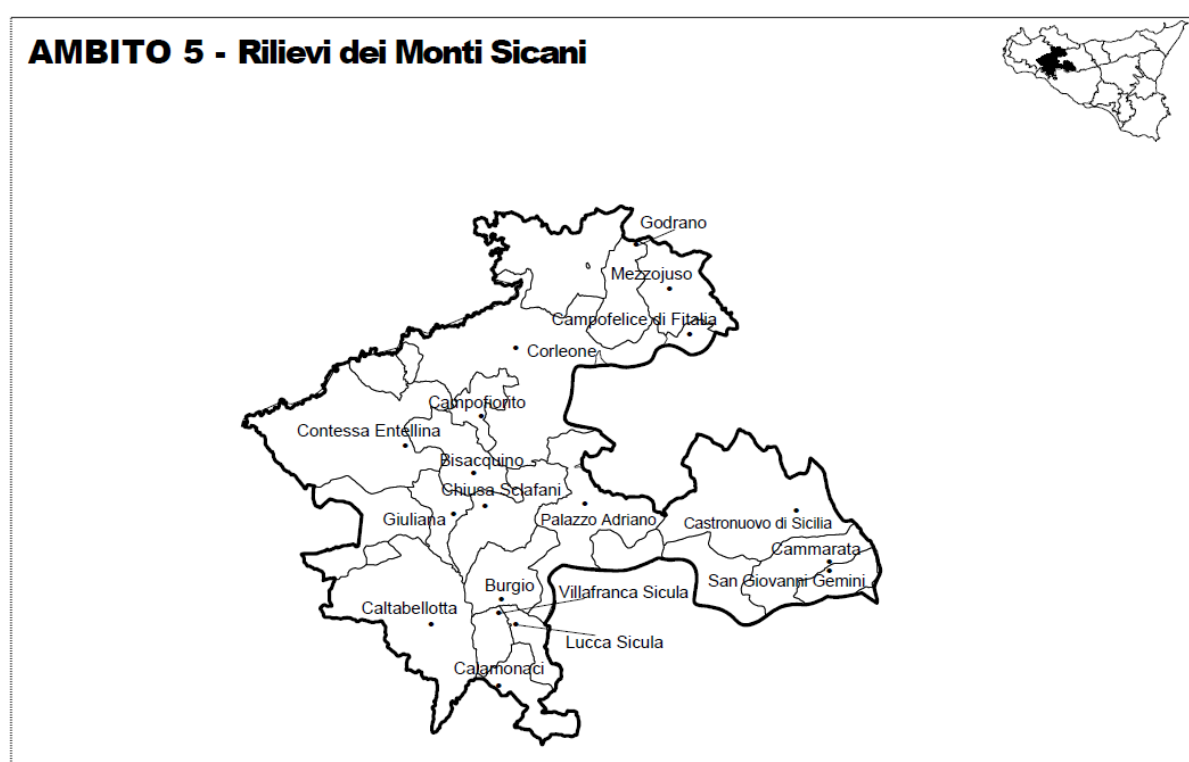 AMBITO 5 - Rilievi dei Monti Sicani
Godrano
Mezzojuso
Campofelice di Fitalia
Corleone
Campofiorito
Contessa Entellina
Bisacquino
Chiusa Sclafani
Giuliana
Palazzo Adriano
Castronuovo di Sicilia
Cammarata
San Giovanni Gemini
Burgio
Villafranca Sicula
Caltabellotta
Lucca Sicula
Calamonaci